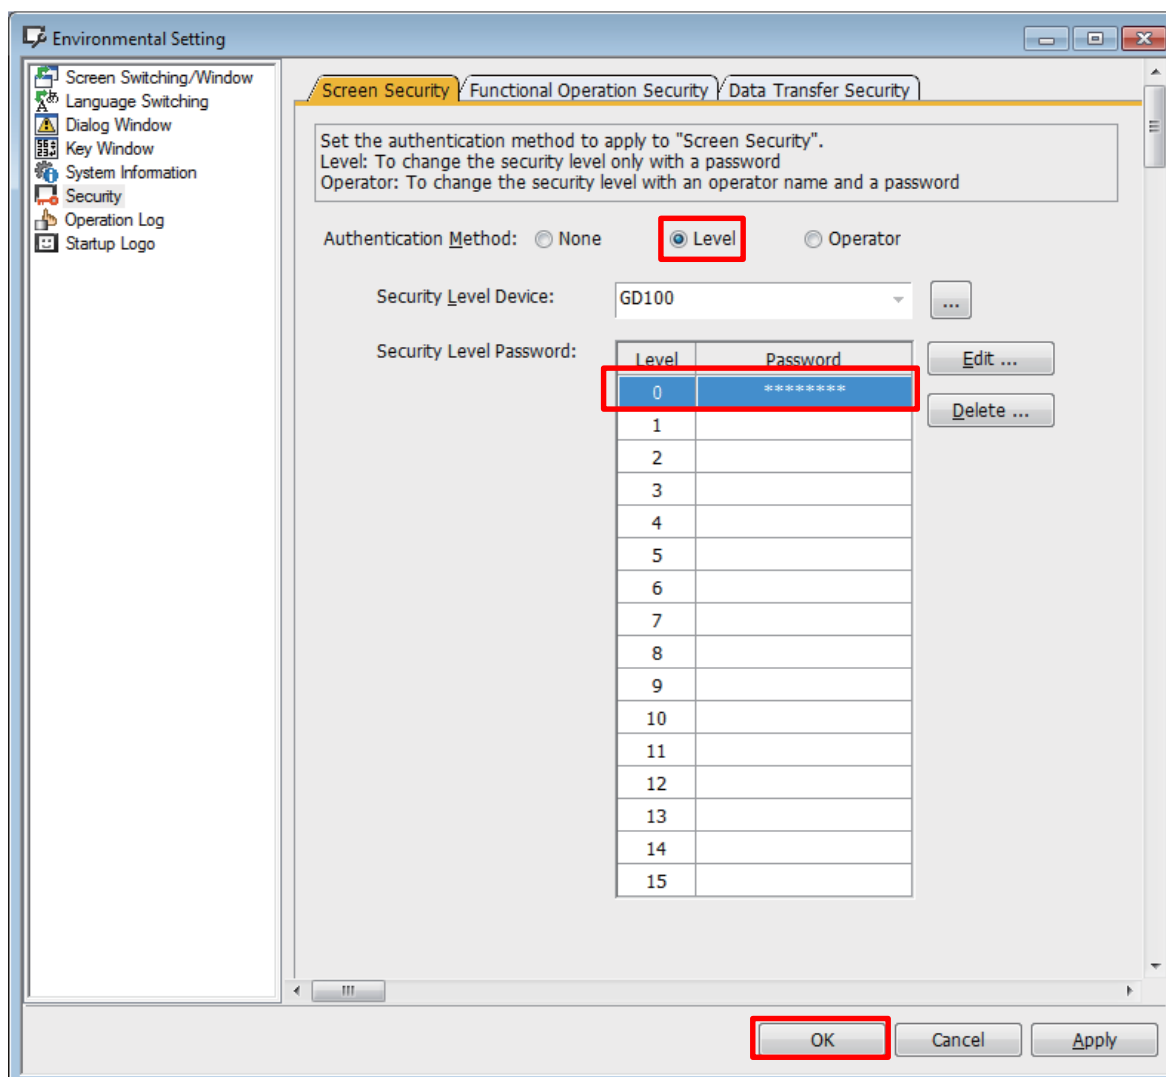 Environmental Setting
Screen Switching/Window
Language Switching
Dialog Window
Key Window
System Information
Security
Operation Log
Startup Logo
Screen Security Functional Operation Security Data Transfer Security
Set the authentication method to apply to "Screen Security".
Level: To change the security level only with a password
Operator: To change the security level with an operator name and a password
Authentication Method: None Level Operator
Security Level Device: GD100 ...
Security Level Password:
Level Password
0 ********
1
2
3
4
5
6
7
8
9
10
11
12
13
14
15
Edit ...
Delete ...
OK Cancel Apply